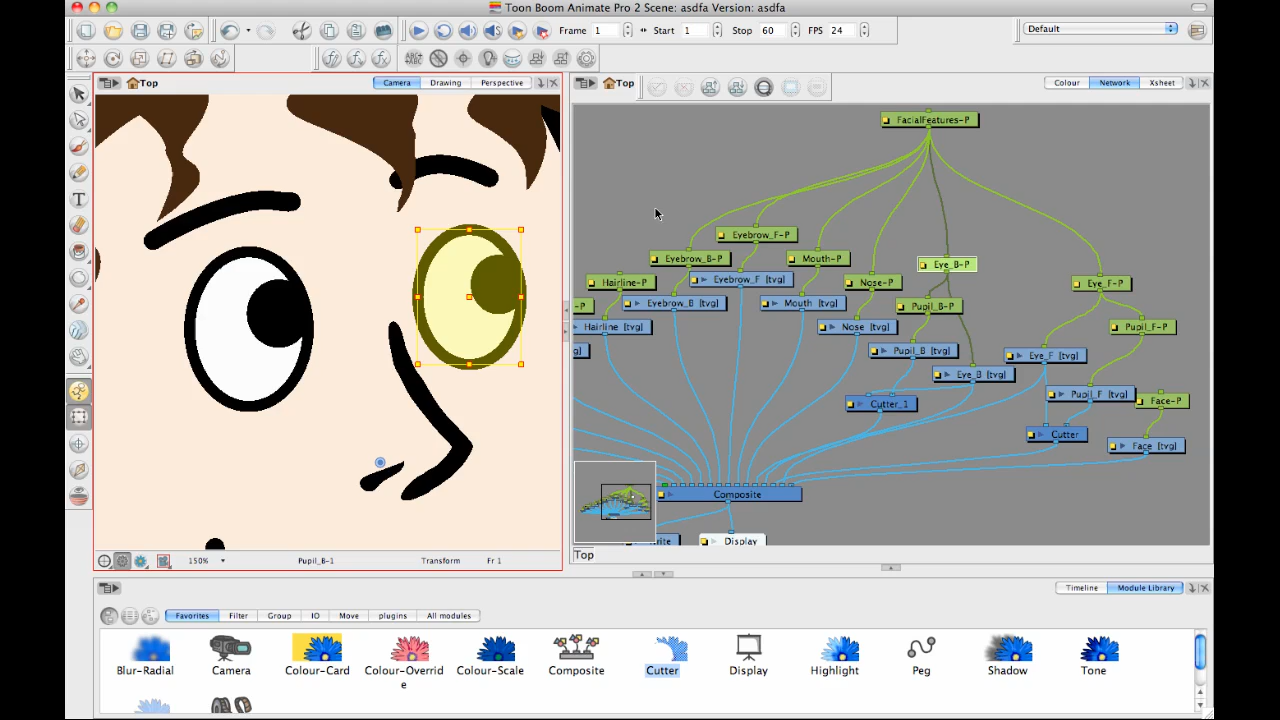 Toon Boom Animate Pro 2 Scene: asdfa Version: asdfa
Frame 1 Start 1 Stop 60 FPS 24 Default
Top Camera Drawing Perspective
Top Colour Network Xsheet
FacialFeatures-P
Eyebrow_F-P
Eyebrow_B-P Mouth-P Eye_B-P
Hairline-P Eyebrow_F [tvg] Nose-P Eye_F-P
-P Eyebrow_B [tvg] Mouth [tvg] Pupil_B-P
Hairline [tvg] Nose [tvg] Pupil_F-P
Pupil_B [tvg] Eye_F [tvg]
Eye_B [tvg]
Cutter_1 Pupil_F [tvg] Face-P
Cutter Face [tvg]
Composite
Display
Top
150% Pupil_B-1 Transform Fr 1
Timeline Module Library
Favorites Filter Group IO Move plugins All modules
Blur-Radial Camera Colour-Card Colour-Override Colour-Scale Composite Cutter Display Highlight Peg Shadow Tone